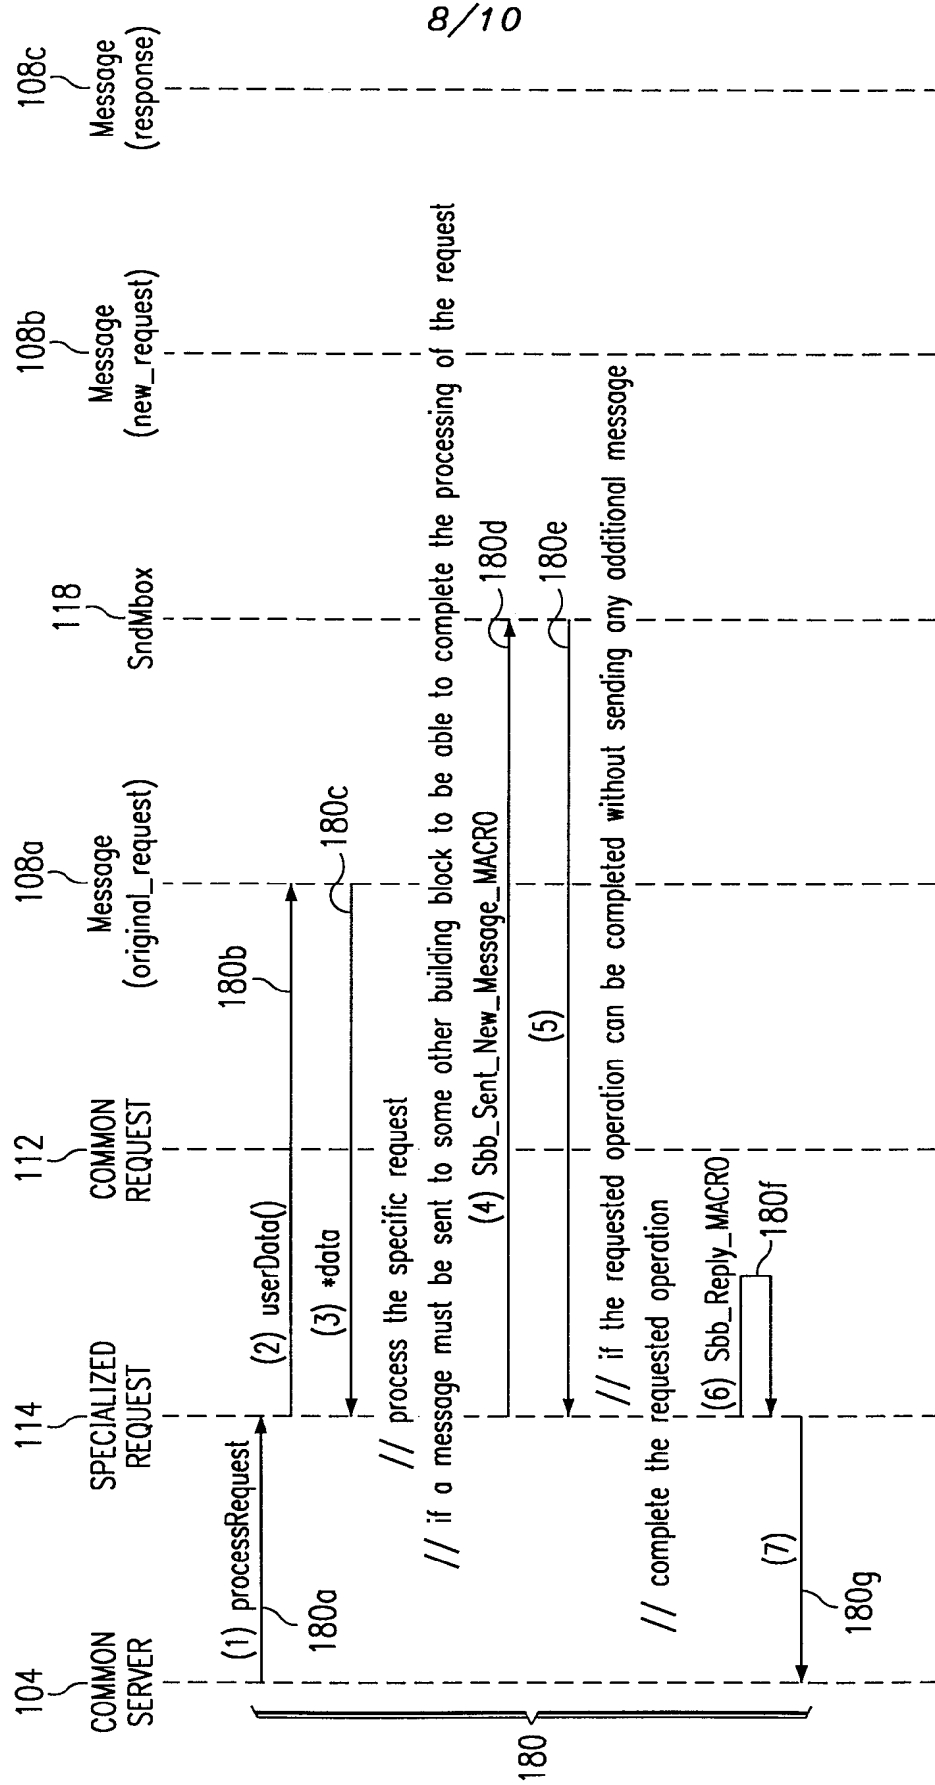 8/10
104
COMMON
SERVER
114
SPECIALIZED
REQUEST
112
COMMON
REQUEST
108a
Message
(original_request)
118
SndMbox
108b
Message
(new_request)
108c
Message
(response)
(1) processRequest
180a
(2) userData()
180b
(3) *data
180c
// process the specific request
// if a message must be sent to some other building block to be able to complete the processing of the request
(4) Sbb_Sent_New_Message_MACRO
180d
(5)
180e
// if the requested operation can be completed without sending any additional message
// complete the requested operation
(6) Sbb_Reply_MACRO
180f
(7)
180g
180